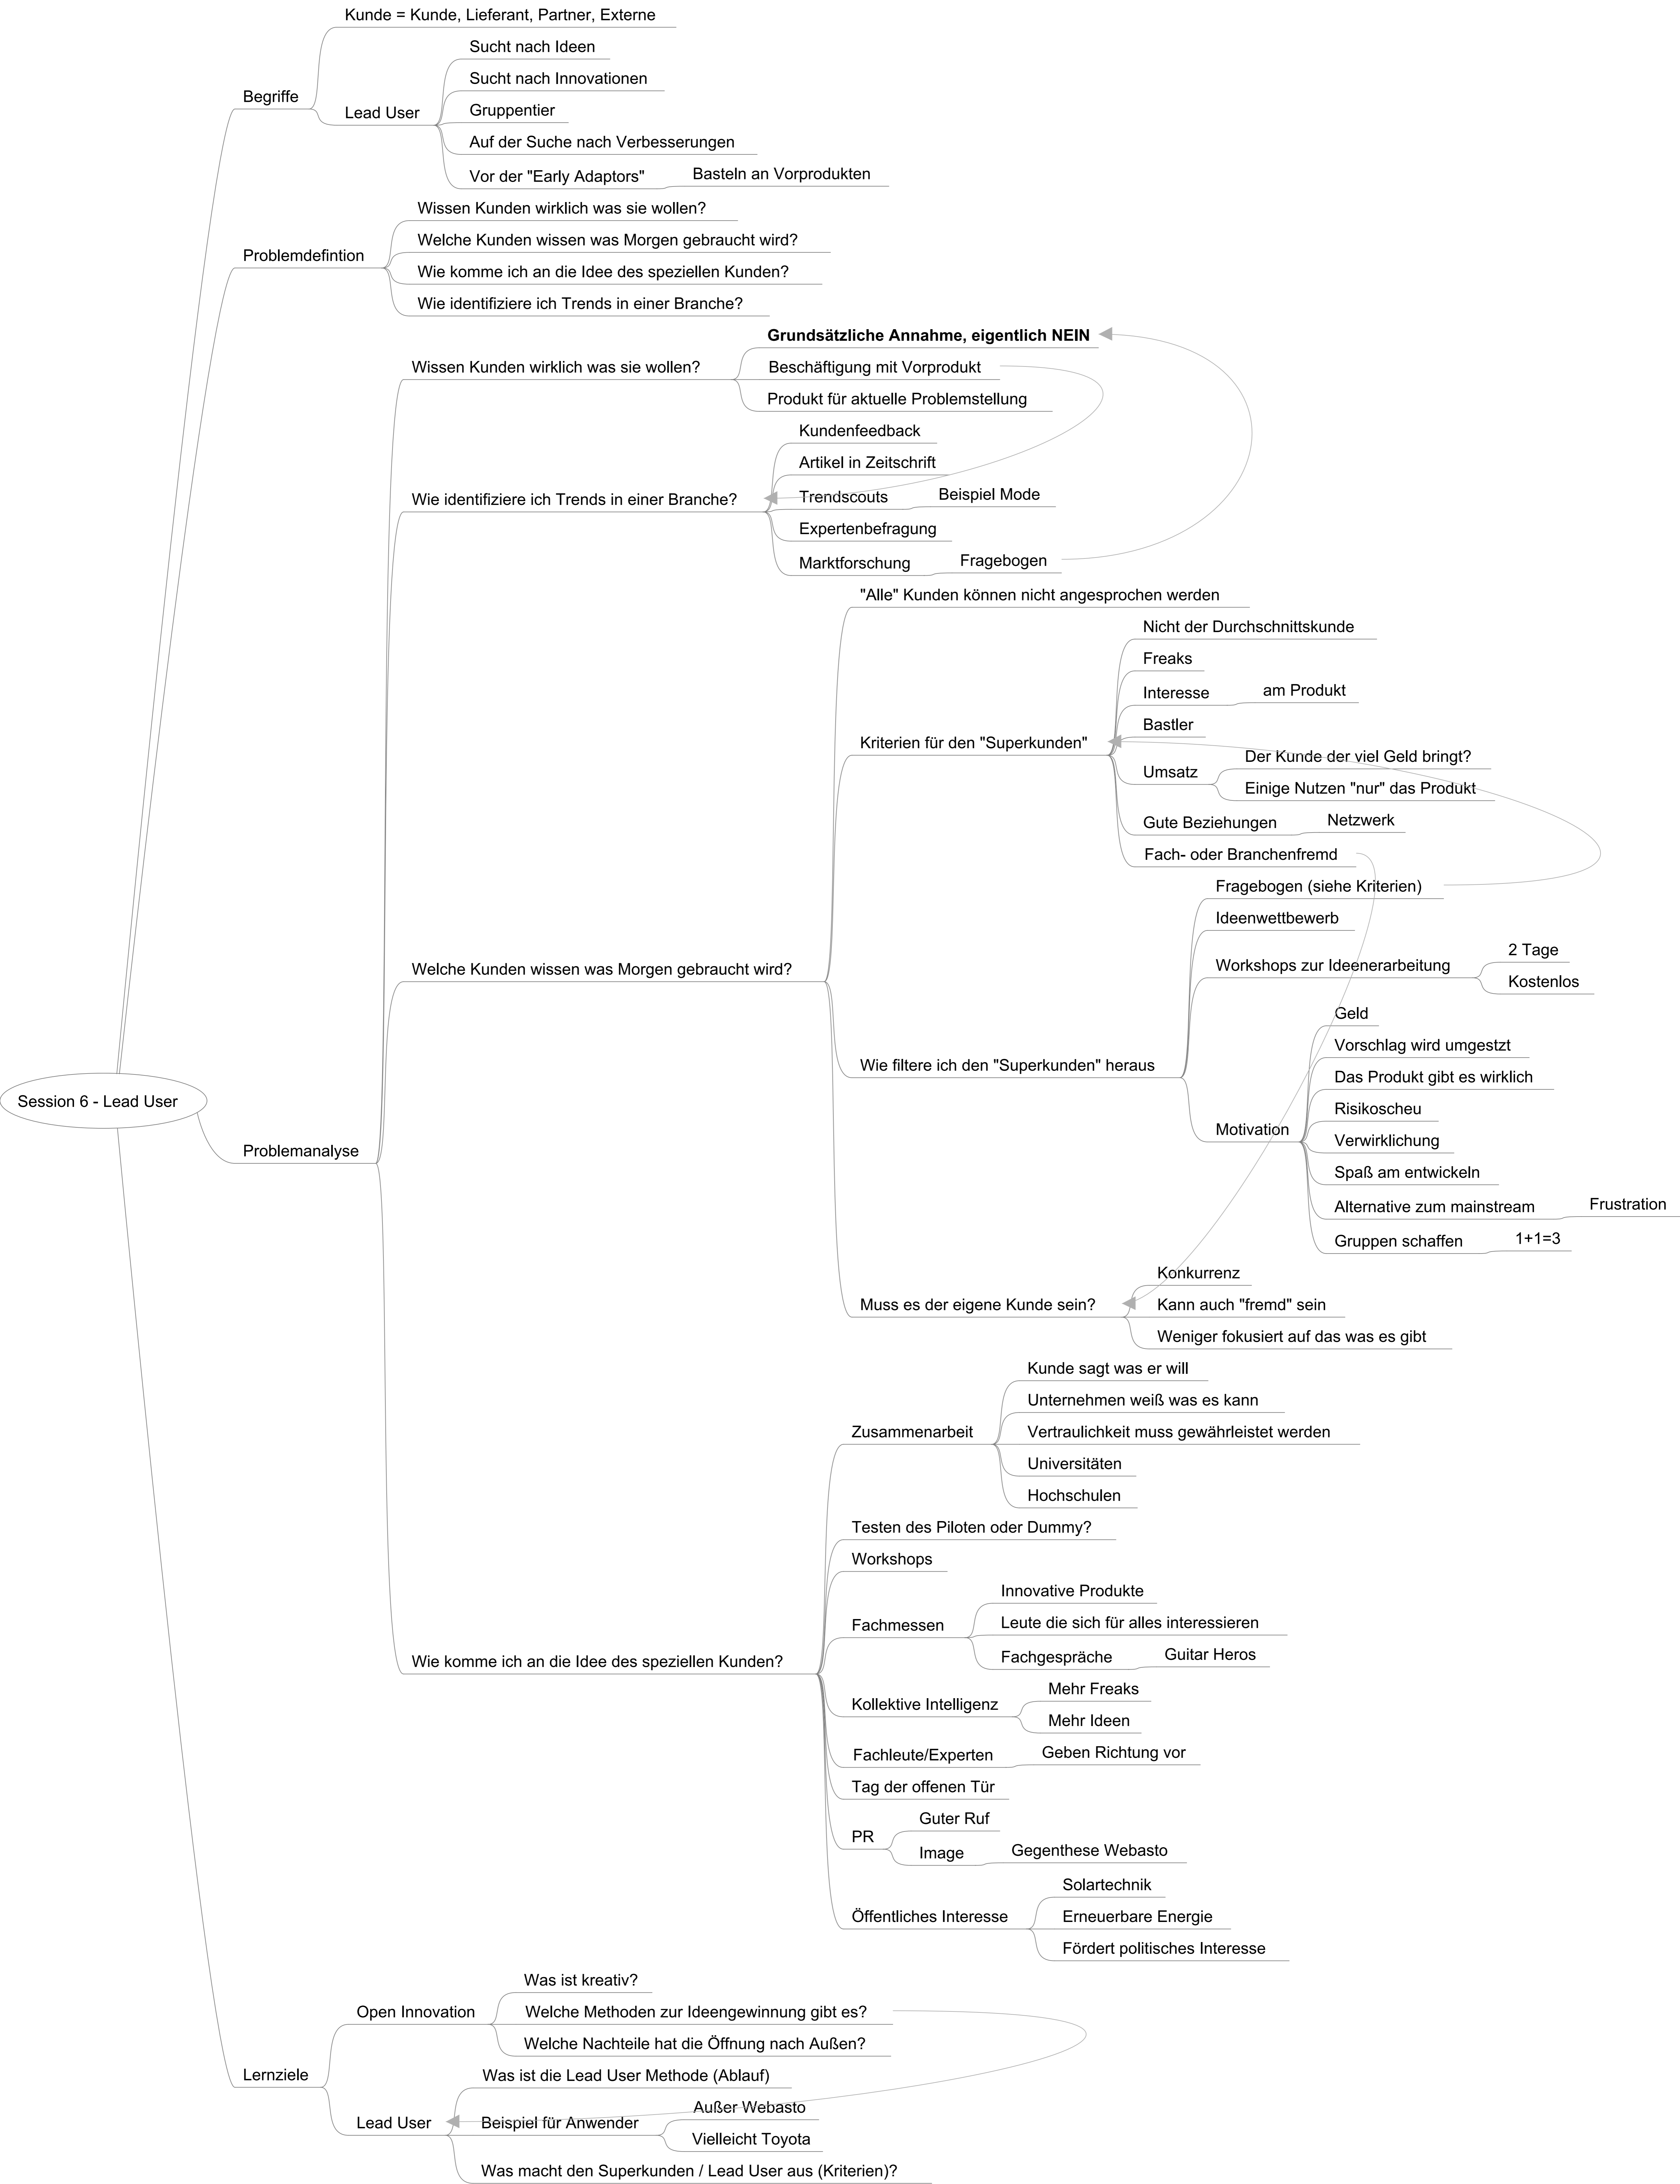 Kunde = Kunde, Lieferant, Partner, Externe
Sucht nach Ideen
Sucht nach Innovationen
Begriffe
Lead User
Gruppentier
Auf der Suche nach Verbesserungen
Vor der "Early Adaptors"
Basteln an Vorprodukten
Wissen Kunden wirklich was sie wollen?
Welche Kunden wissen was Morgen gebraucht wird?
Problemdefintion
Wie komme ich an die Idee des speziellen Kunden?
Wie identifiziere ich Trends in einer Branche?
Grundsätzliche Annahme, eigentlich NEIN
Wissen Kunden wirklich was sie wollen?
Beschäftigung mit Vorprodukt
Produkt für aktuelle Problemstellung
Kundenfeedback
Artikel in Zeitschrift
Wie identifiziere ich Trends in einer Branche?
Trendscouts
Beispiel Mode
Expertenbefragung
Marktforschung
Fragebogen
"Alle" Kunden können nicht angesprochen werden
Nicht der Durchschnittskunde
Freaks
Interesse
am Produkt
Bastler
Kriterien für den "Superkunden"
Umsatz
Der Kunde der viel Geld bringt?
Einige Nutzen "nur" das Produkt
Gute Beziehungen
Netzwerk
Fach- oder Branchenfremd
Fragebogen (siehe Kriterien)
Ideenwettbewerb
Welche Kunden wissen was Morgen gebraucht wird?
Workshops zur Ideenerarbeitung
2 Tage
Kostenlos
Wie filtere ich den "Superkunden" heraus
Geld
Vorschlag wird umgestzt
Das Produkt gibt es wirklich
Risikoscheu
Motivation
Verwirklichung
Spaß am entwickeln
Alternative zum mainstream
Frustration
Gruppen schaffen
1+1=3
Session 6 - Lead User
Problemanalyse
Konkurrenz
Muss es der eigene Kunde sein?
Kann auch "fremd" sein
Weniger fokusiert auf das was es gibt
Kunde sagt was er will
Unternehmen weiß was es kann
Zusammenarbeit
Vertraulichkeit muss gewährleistet werden
Universitäten
Hochschulen
Testen des Piloten oder Dummy?
Workshops
Innovative Produkte
Fachmessen
Leute die sich für alles interessieren
Fachgespräche
Guitar Heros
Wie komme ich an die Idee des speziellen Kunden?
Mehr Freaks
Kollektive Intelligenz
Mehr Ideen
Fachleute/Experten
Geben Richtung vor
Tag der offenen Tür
Guter Ruf
PR
Image
Gegenthese Webasto
Solartechnik
Öffentliches Interesse
Erneuerbare Energie
Fördert politisches Interesse
Was ist kreativ?
Open Innovation
Welche Methoden zur Ideengewinnung gibt es?
Welche Nachteile hat die Öffnung nach Außen?
Lernziele
Was ist die Lead User Methode (Ablauf)
Lead User
Beispiel für Anwender
Außer Webasto
Vielleicht Toyota
Was macht den Superkunden / Lead User aus (Kriterien)?